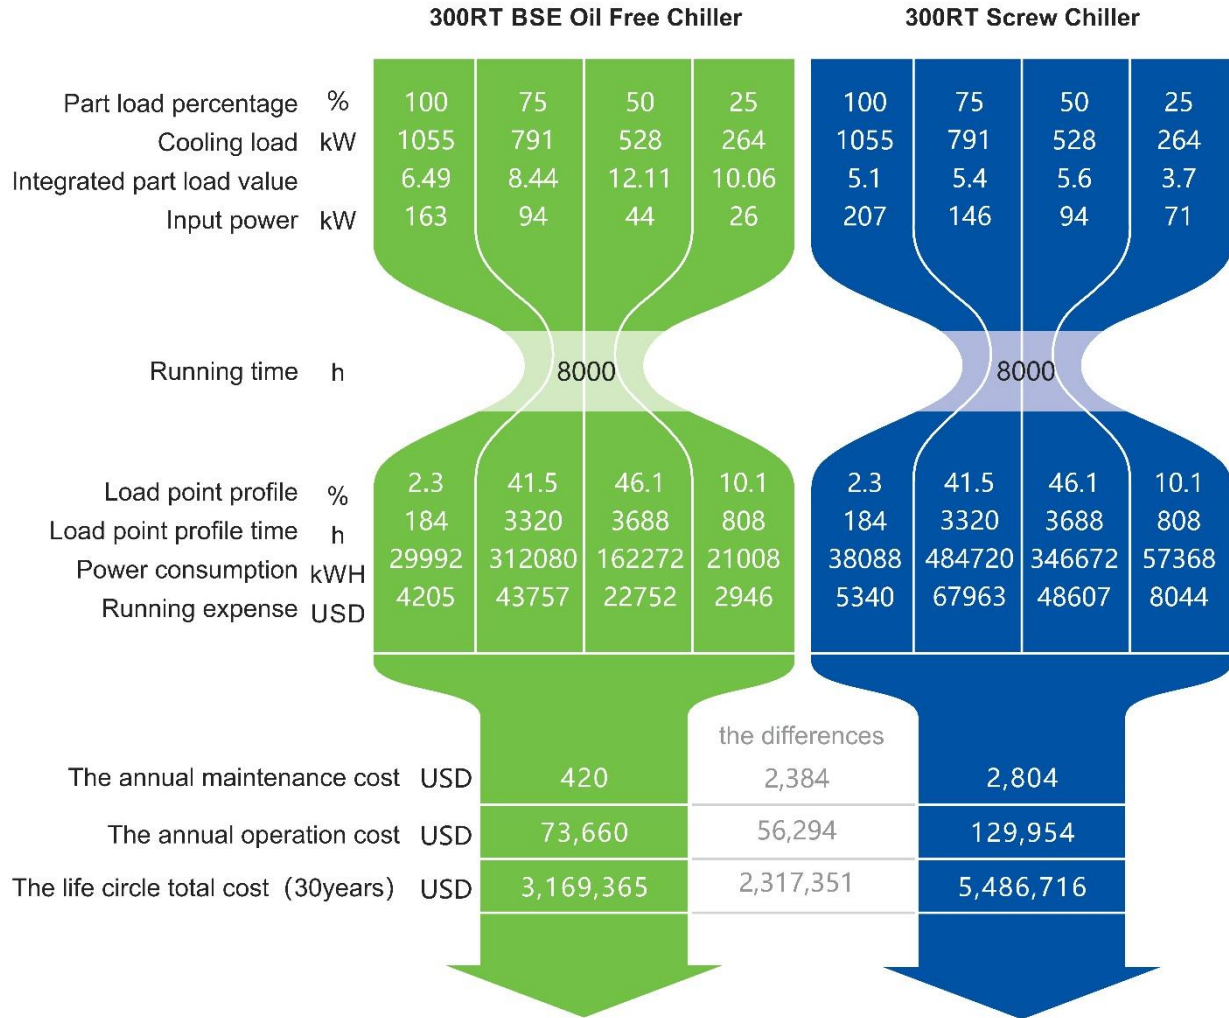 300RT BSE Oil Free Chiller 300RT Screw Chiller
Part load percentage % 100 75 50 25 100 75 50 25
Cooling load kW 1055 791 528 264 1055 791 528 264
Integrated part load value 6.49 8.44 12.11 10.06 5.1 5.4 5.6 3.7
Input power kW 163 94 44 26 207 146 94 71
Running time h 8000 8000
Load point profile % 2.3 41.5 46.1 10.1 2.3 41.5 46.1 10.1
Load point profile time h 184 3320 3688 808 184 3320 3688 808
Power consumption kWH 29992 312080 162272 21008 38088 484720 346672 57368
Running expense USD 4205 43757 22752 2946 5340 67963 48607 8044
the differences
The annual maintenance cost USD 420 2,384 2,804
The annual operation cost USD 73,660 56,294 129,954
The life circle total cost (30years) USD 3,169,365 2,317,351 5,486,716